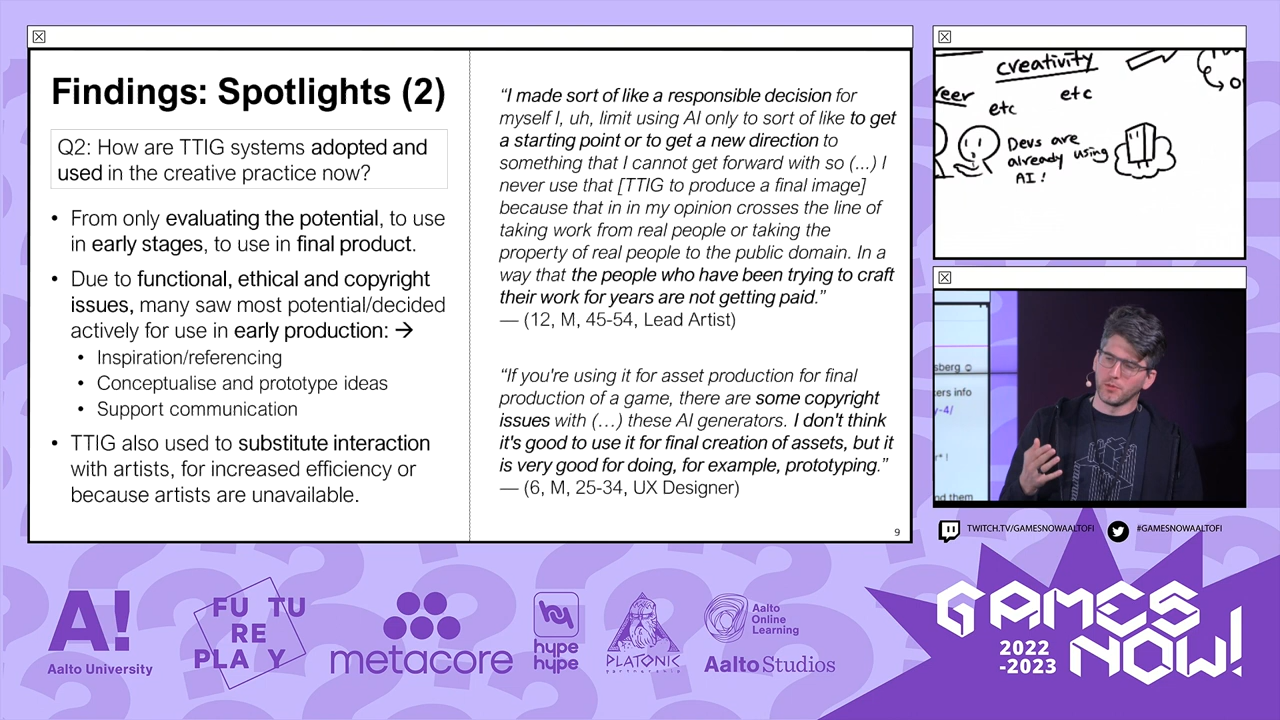 Findings: Spotlights (2)
Q2: How are TTIG systems adopted and
used in the creative practice now?
• From only evaluating the potential, to use
in early stages, to use in final product.
• Due to functional, ethical and copyright
issues, many saw most potential/decided
actively for use in early production: →
• Inspiration/referencing
• Conceptualise and prototype ideas
• Support communication
• TTIG also used to substitute interaction
with artists, for increased efficiency or
because artists are unavailable.
“I made sort of like a responsible decision for
myself I, uh, limit using AI only to sort of like to get
a starting point or to get a new direction to
something that I cannot get forward with so (...) I
never use that [TTIG to produce a final image]
because that in in my opinion crosses the line of
taking work from real people or taking the
property of real people to the public domain. In a
way that the people who have been trying to craft
their work for years are not getting paid.”
— (12, M, 45-54, Lead Artist)
“If you're using it for asset production for final
production of a game, there are some copyright
issues with (…) these AI generators. I don't think
it's good to use it for final creation of assets, but it
is very good for doing, for example, prototyping.”
— (6, M, 25-34, UX Designer)
9
creativity
etc
etc
Devs are
already using
AI!
sberg
kers info
y-4/
nd them
TWITCH.TV/GAMESNOWAALTOFI
#GAMESNOWAALTOFI
A!
Aalto University
FU TU
RE
PLA Y
metacore
hype
hype
PLATONIC
partnership
Aalto
Online
Learning
Aalto Studios
GAMES
NOW!
2022
-2023